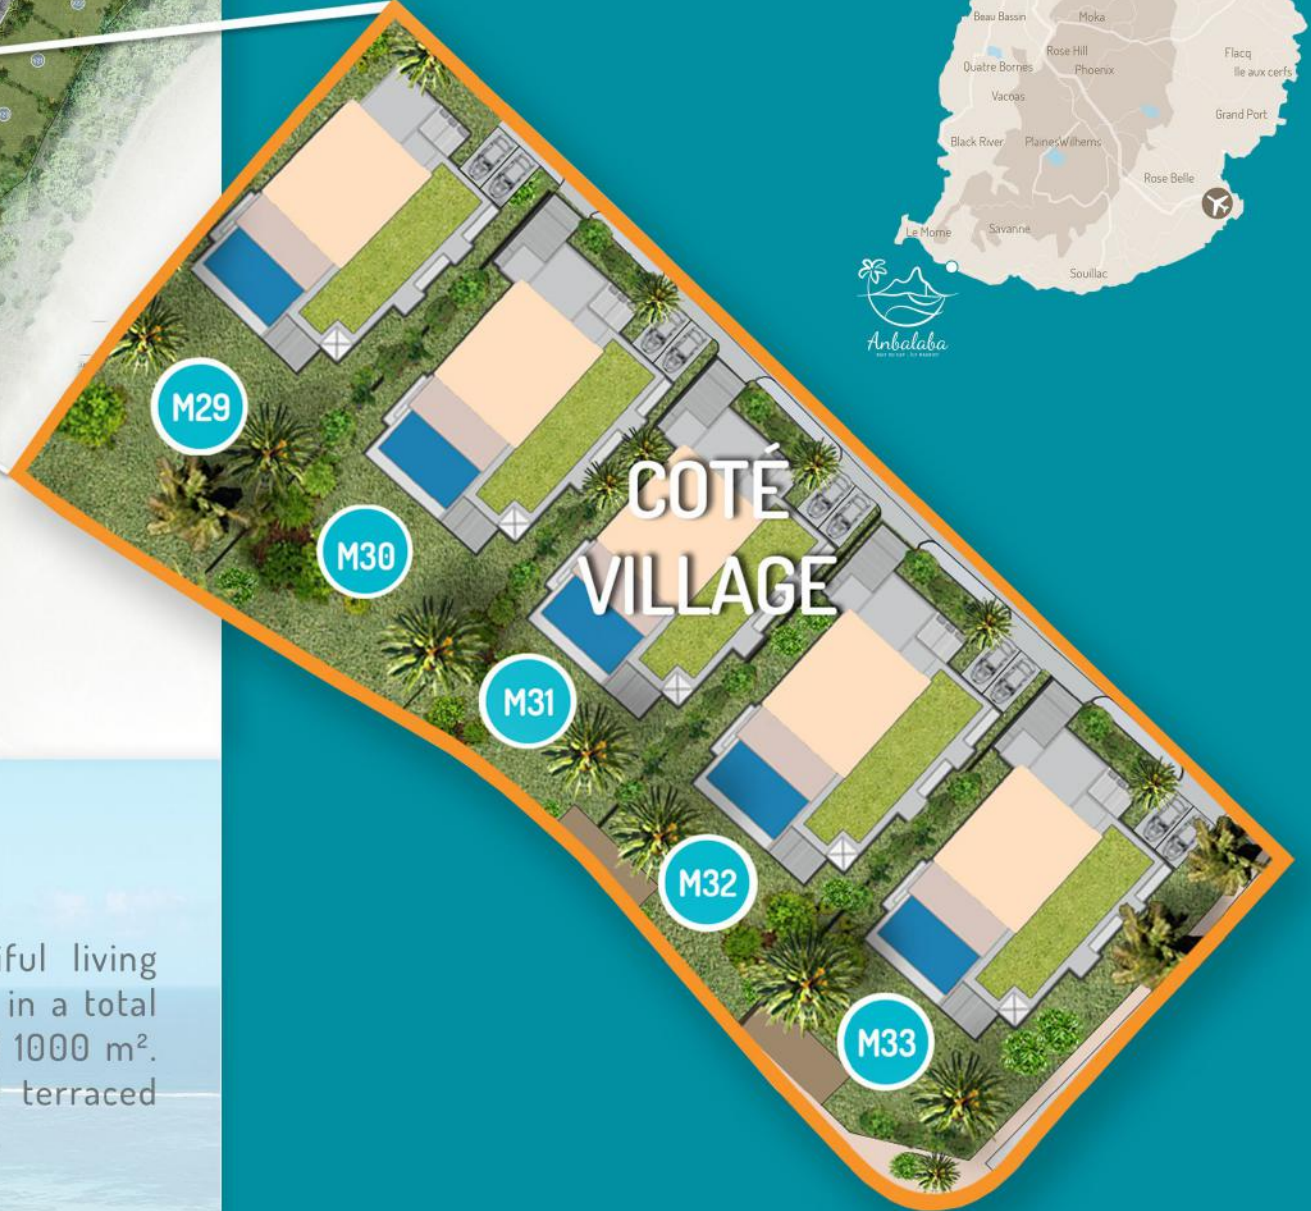 Beau Bassin
Moka
Rose Hill
Flacq
Quatre Bornes
Phoenix
Ile aux cerfs
Vacoas
Grand Port
Black River
PlainesWilhems
Rose Belle
Le Morne
Savanne
Souillac
Anbalaba
M29
M30
COTÉ
VILLAGE
M31
M32
M33
iful living
in a total
1000 m².
terraced